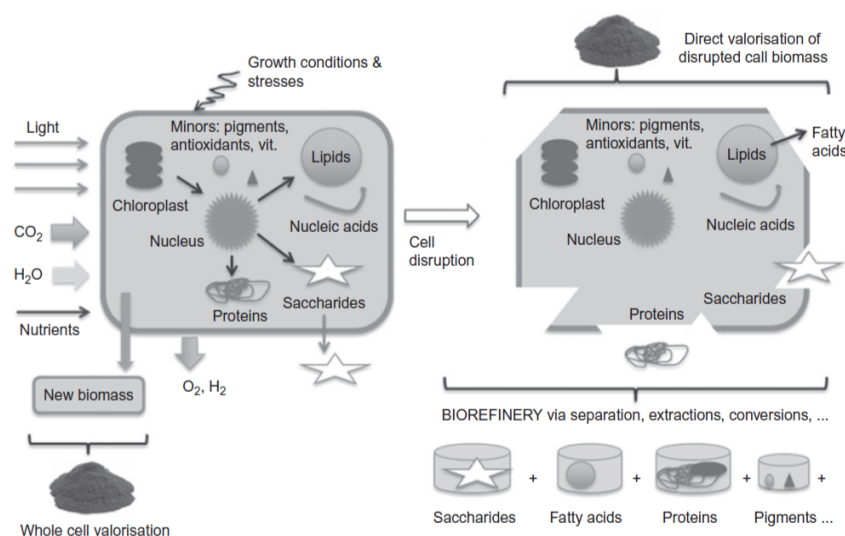 Growth conditions &
stresses
Light
CO2
H2O
Nutrients
Minors: pigments,
antioxidants, vit.
Lipids
Chloroplast
Nucleus
Nucleic acids
Proteins
Saccharides
O2, H2
New biomass
Whole cell valorisation
Cell
disruption
Direct valorisation of
disrupted call biomass
Minors: pigments,
antioxidants, vit.
Lipids
Fatty
acids
Chloroplast
Nucleus
Nucleic acids
Saccharides
Proteins
BIOREFINERY via separation, extractions, conversions, ...
+ + + +
Saccharides Fatty acids Proteins Pigments ...